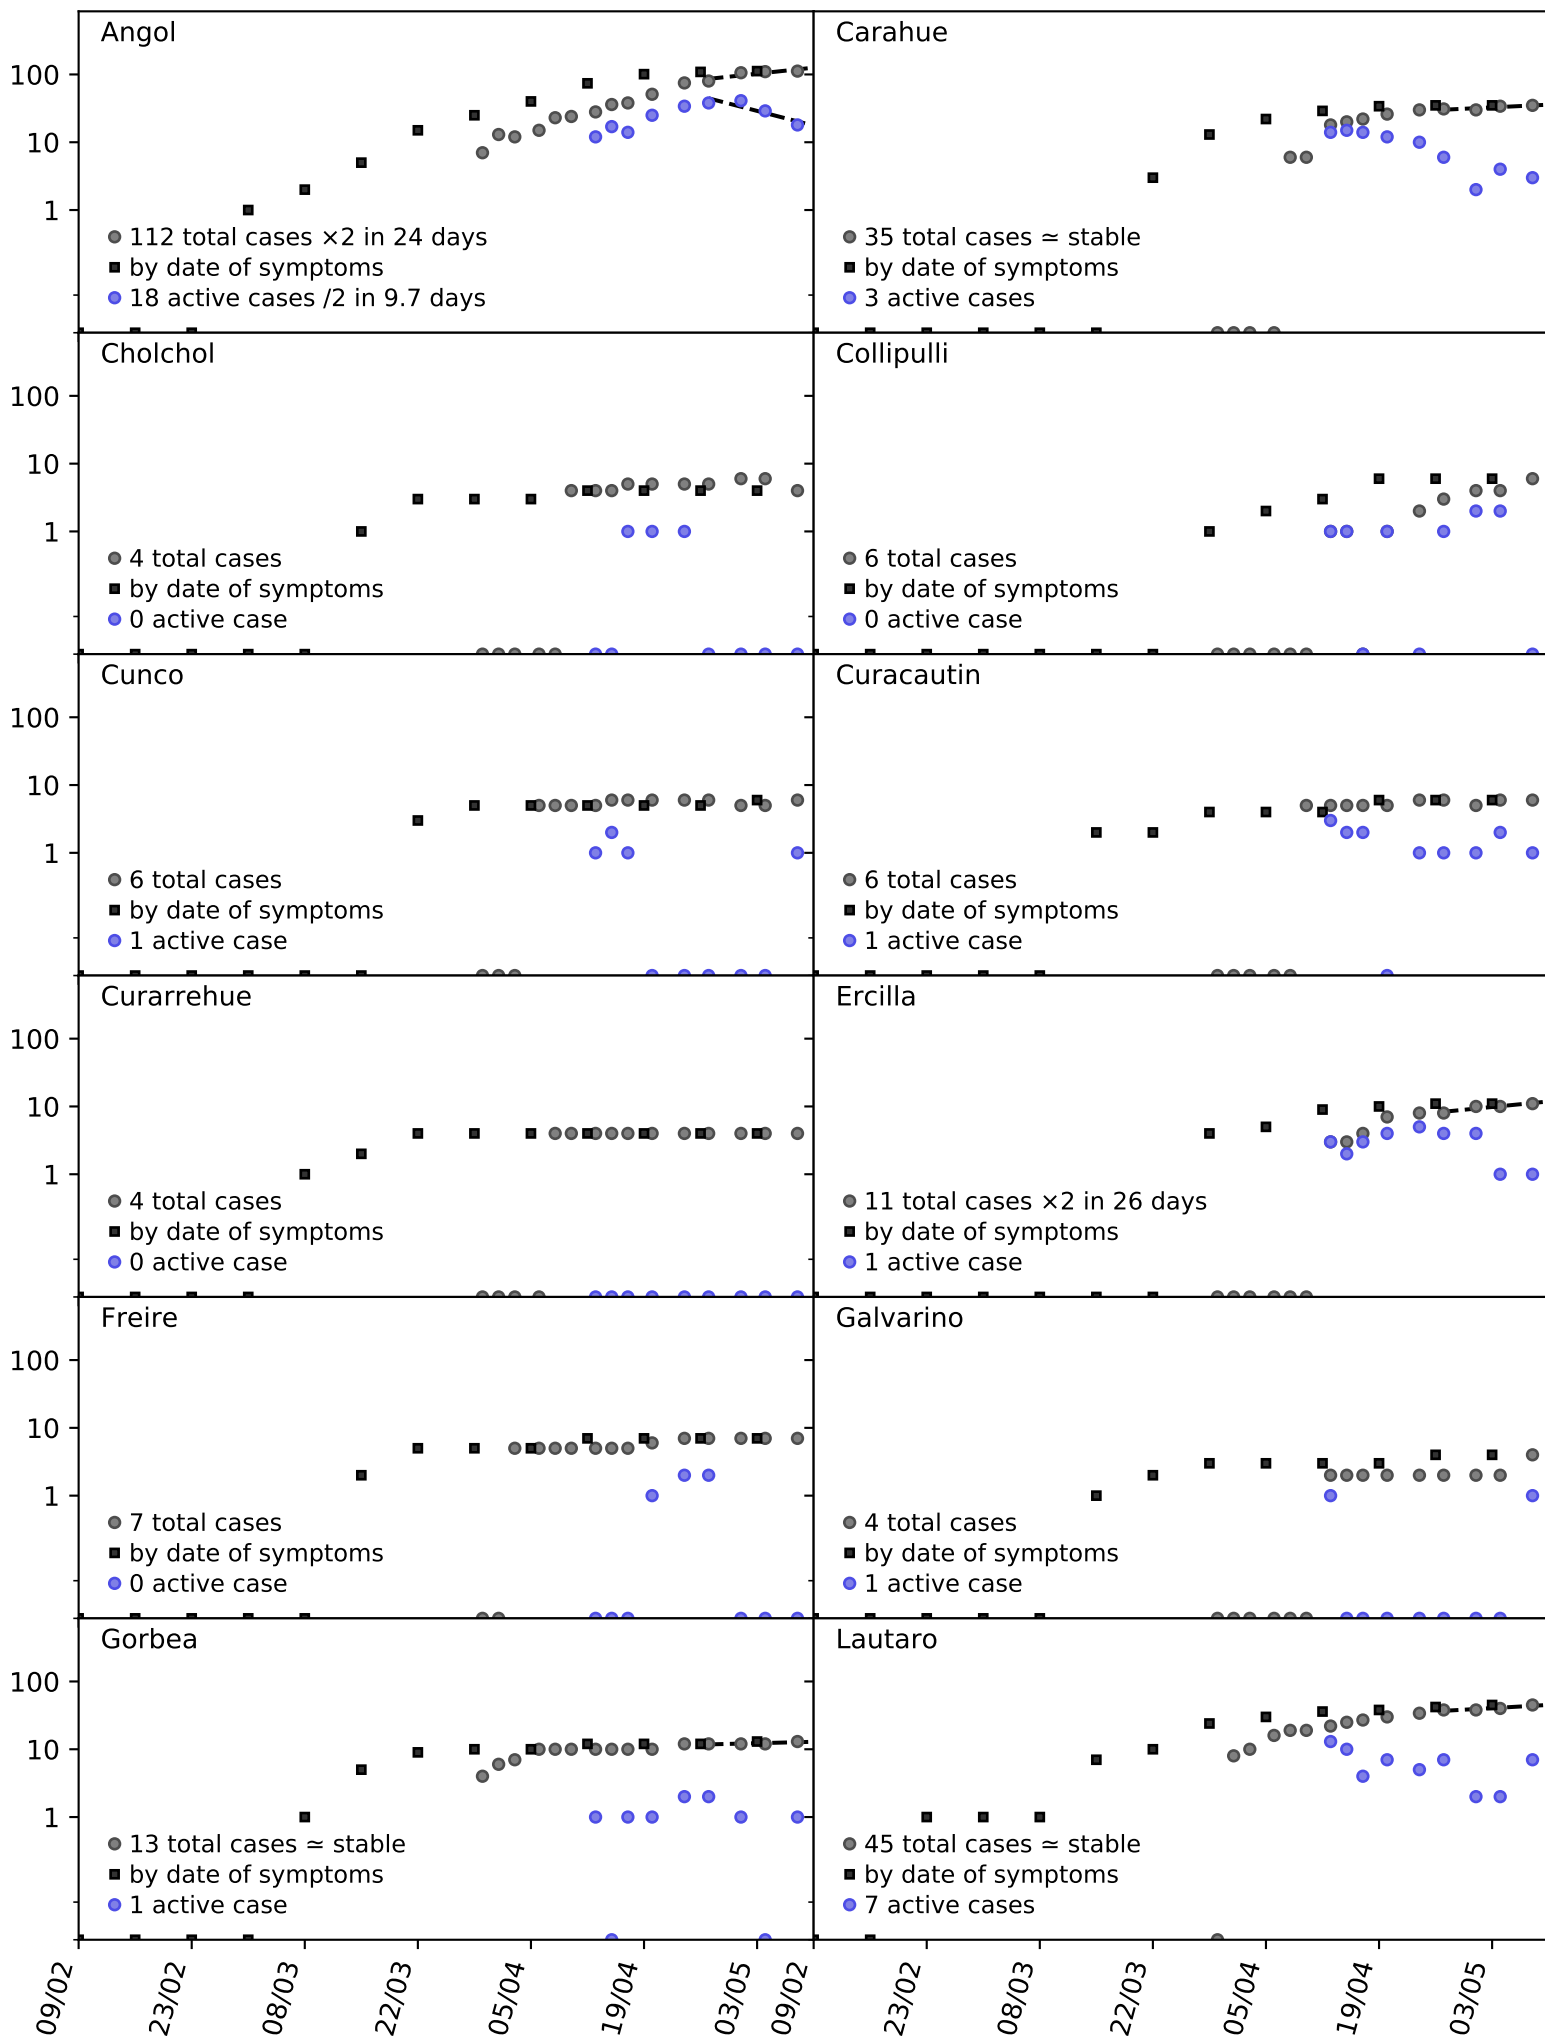 Angol
Carahue
100
10
1
112 total cases ×2 in 24 days
by date of symptoms
18 active cases /2 in 9.7 days
35 total cases ≃ stable
by date of symptoms
3 active cases
Cholchol
Collipulli
100
10
1
4 total cases
by date of symptoms
0 active case
6 total cases
by date of symptoms
0 active case
Cunco
Curacautin
100
10
1
6 total cases
by date of symptoms
1 active case
6 total cases
by date of symptoms
1 active case
Curarrehue
Ercilla
100
10
1
4 total cases
by date of symptoms
0 active case
11 total cases ×2 in 26 days
by date of symptoms
1 active case
Freire
Galvarino
100
10
1
7 total cases
by date of symptoms
0 active case
4 total cases
by date of symptoms
1 active case
Gorbea
Lautaro
100
10
1
13 total cases ≃ stable
by date of symptoms
1 active case
45 total cases ≃ stable
by date of symptoms
7 active cases
09/02
23/02
08/03
22/03
05/04
19/04
03/05
09/02
23/02
08/03
22/03
05/04
19/04
03/05